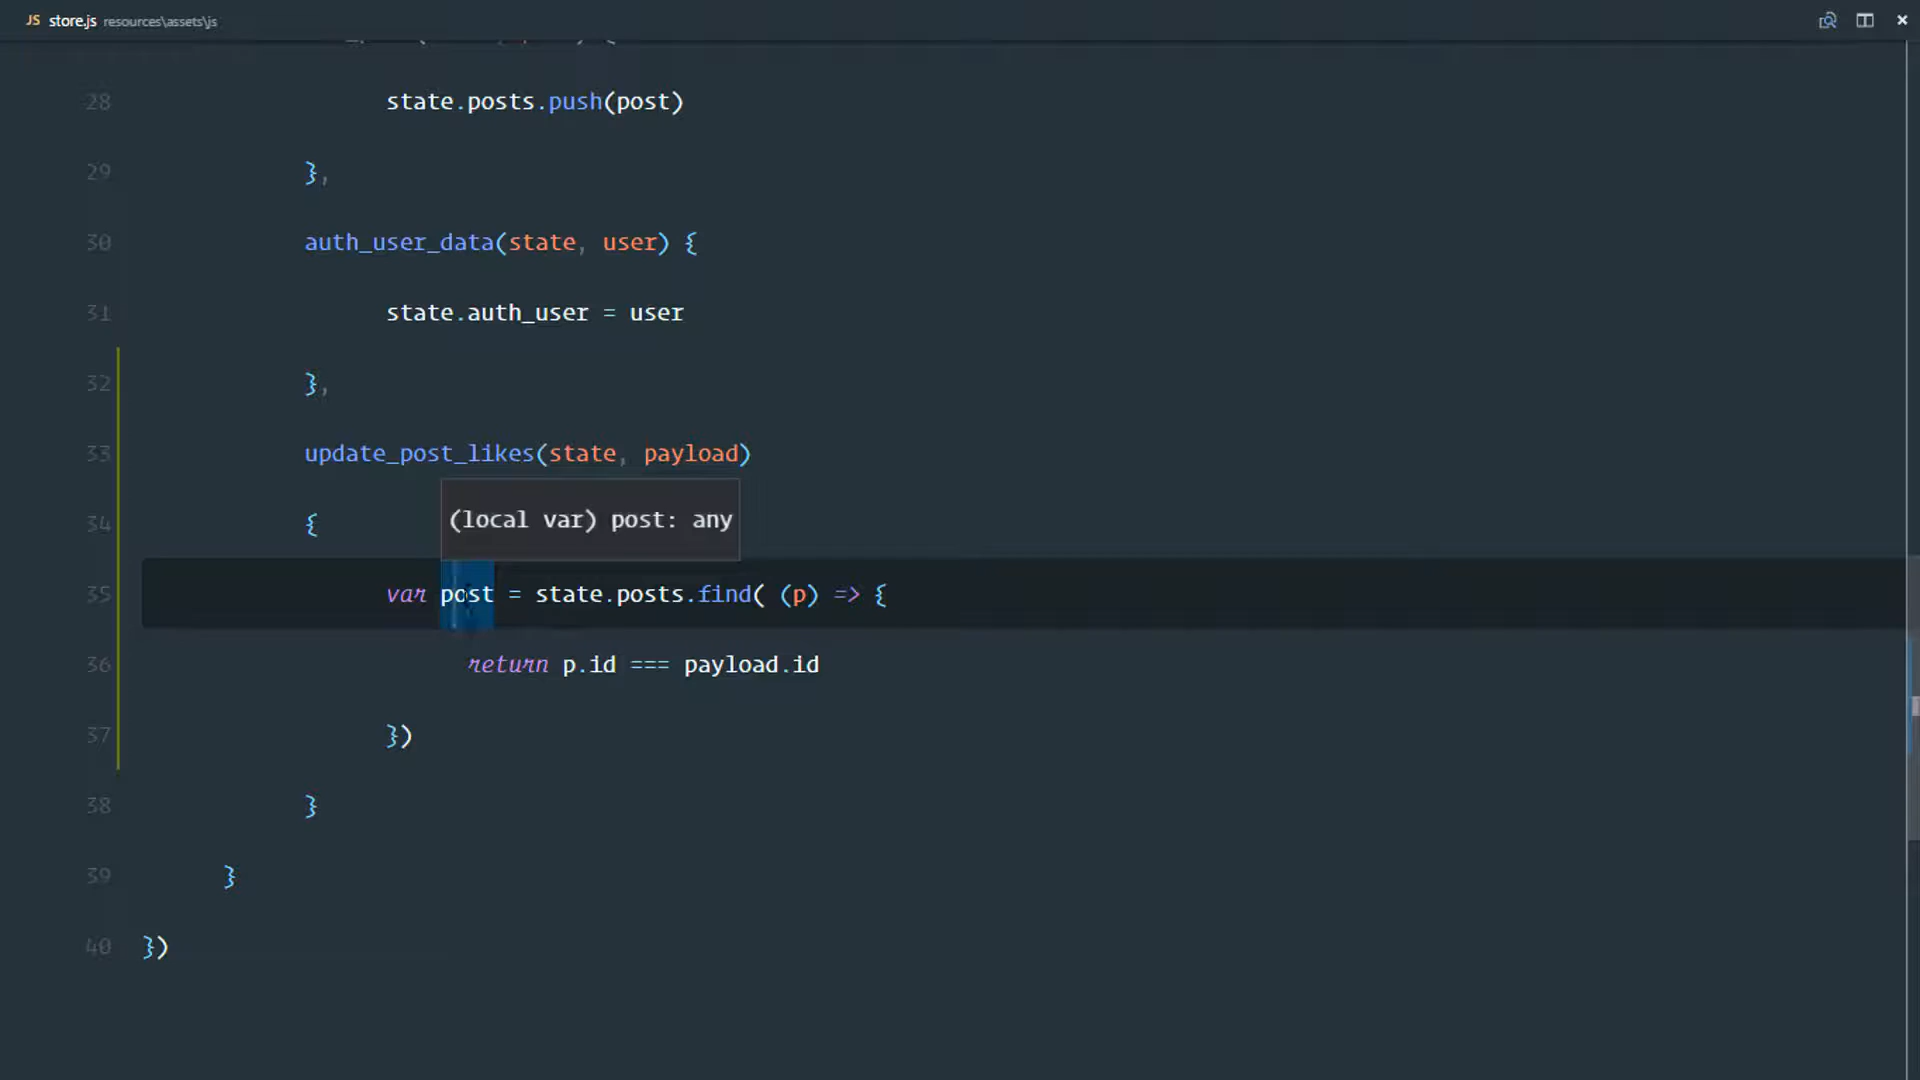 JS store.js resources\assets\js
28 state.posts.push(post)
29 },
30 auth_user_data(state, user) {
31 state.auth_user = user
32 },
33 update_post_likes(state, payload)
(local var) post: any
34 {
35 var post = state.posts.find( (p) => {
36 return p.id === payload.id
37 })
38 }
39 }
40 })